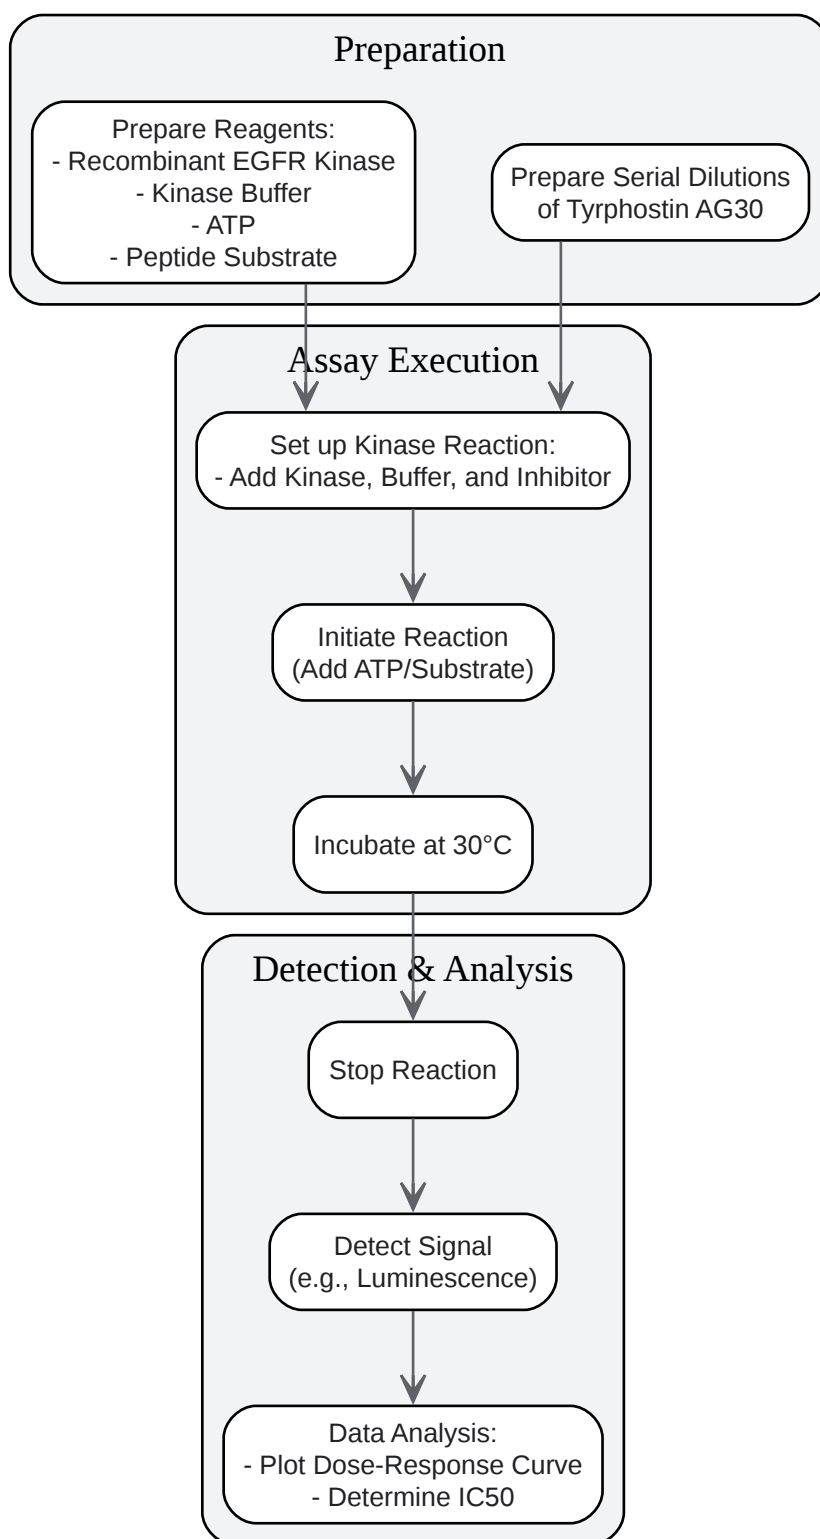 Preparation
Prepare Reagents:
- Recombinant EGFR Kinase
- Kinase Buffer
- ATP
- Peptide Substrate
Prepare Serial Dilutions
of Tyrphostin AG30
Assay Execution
Set up Kinase Reaction:
- Add Kinase, Buffer, and Inhibitor
Initiate Reaction
(Add ATP/Substrate)
Incubate at 30°C
Detection & Analysis
Stop Reaction
Detect Signal
(e.g., Luminescence)
Data Analysis:
- Plot Dose-Response Curve
- Determine IC50